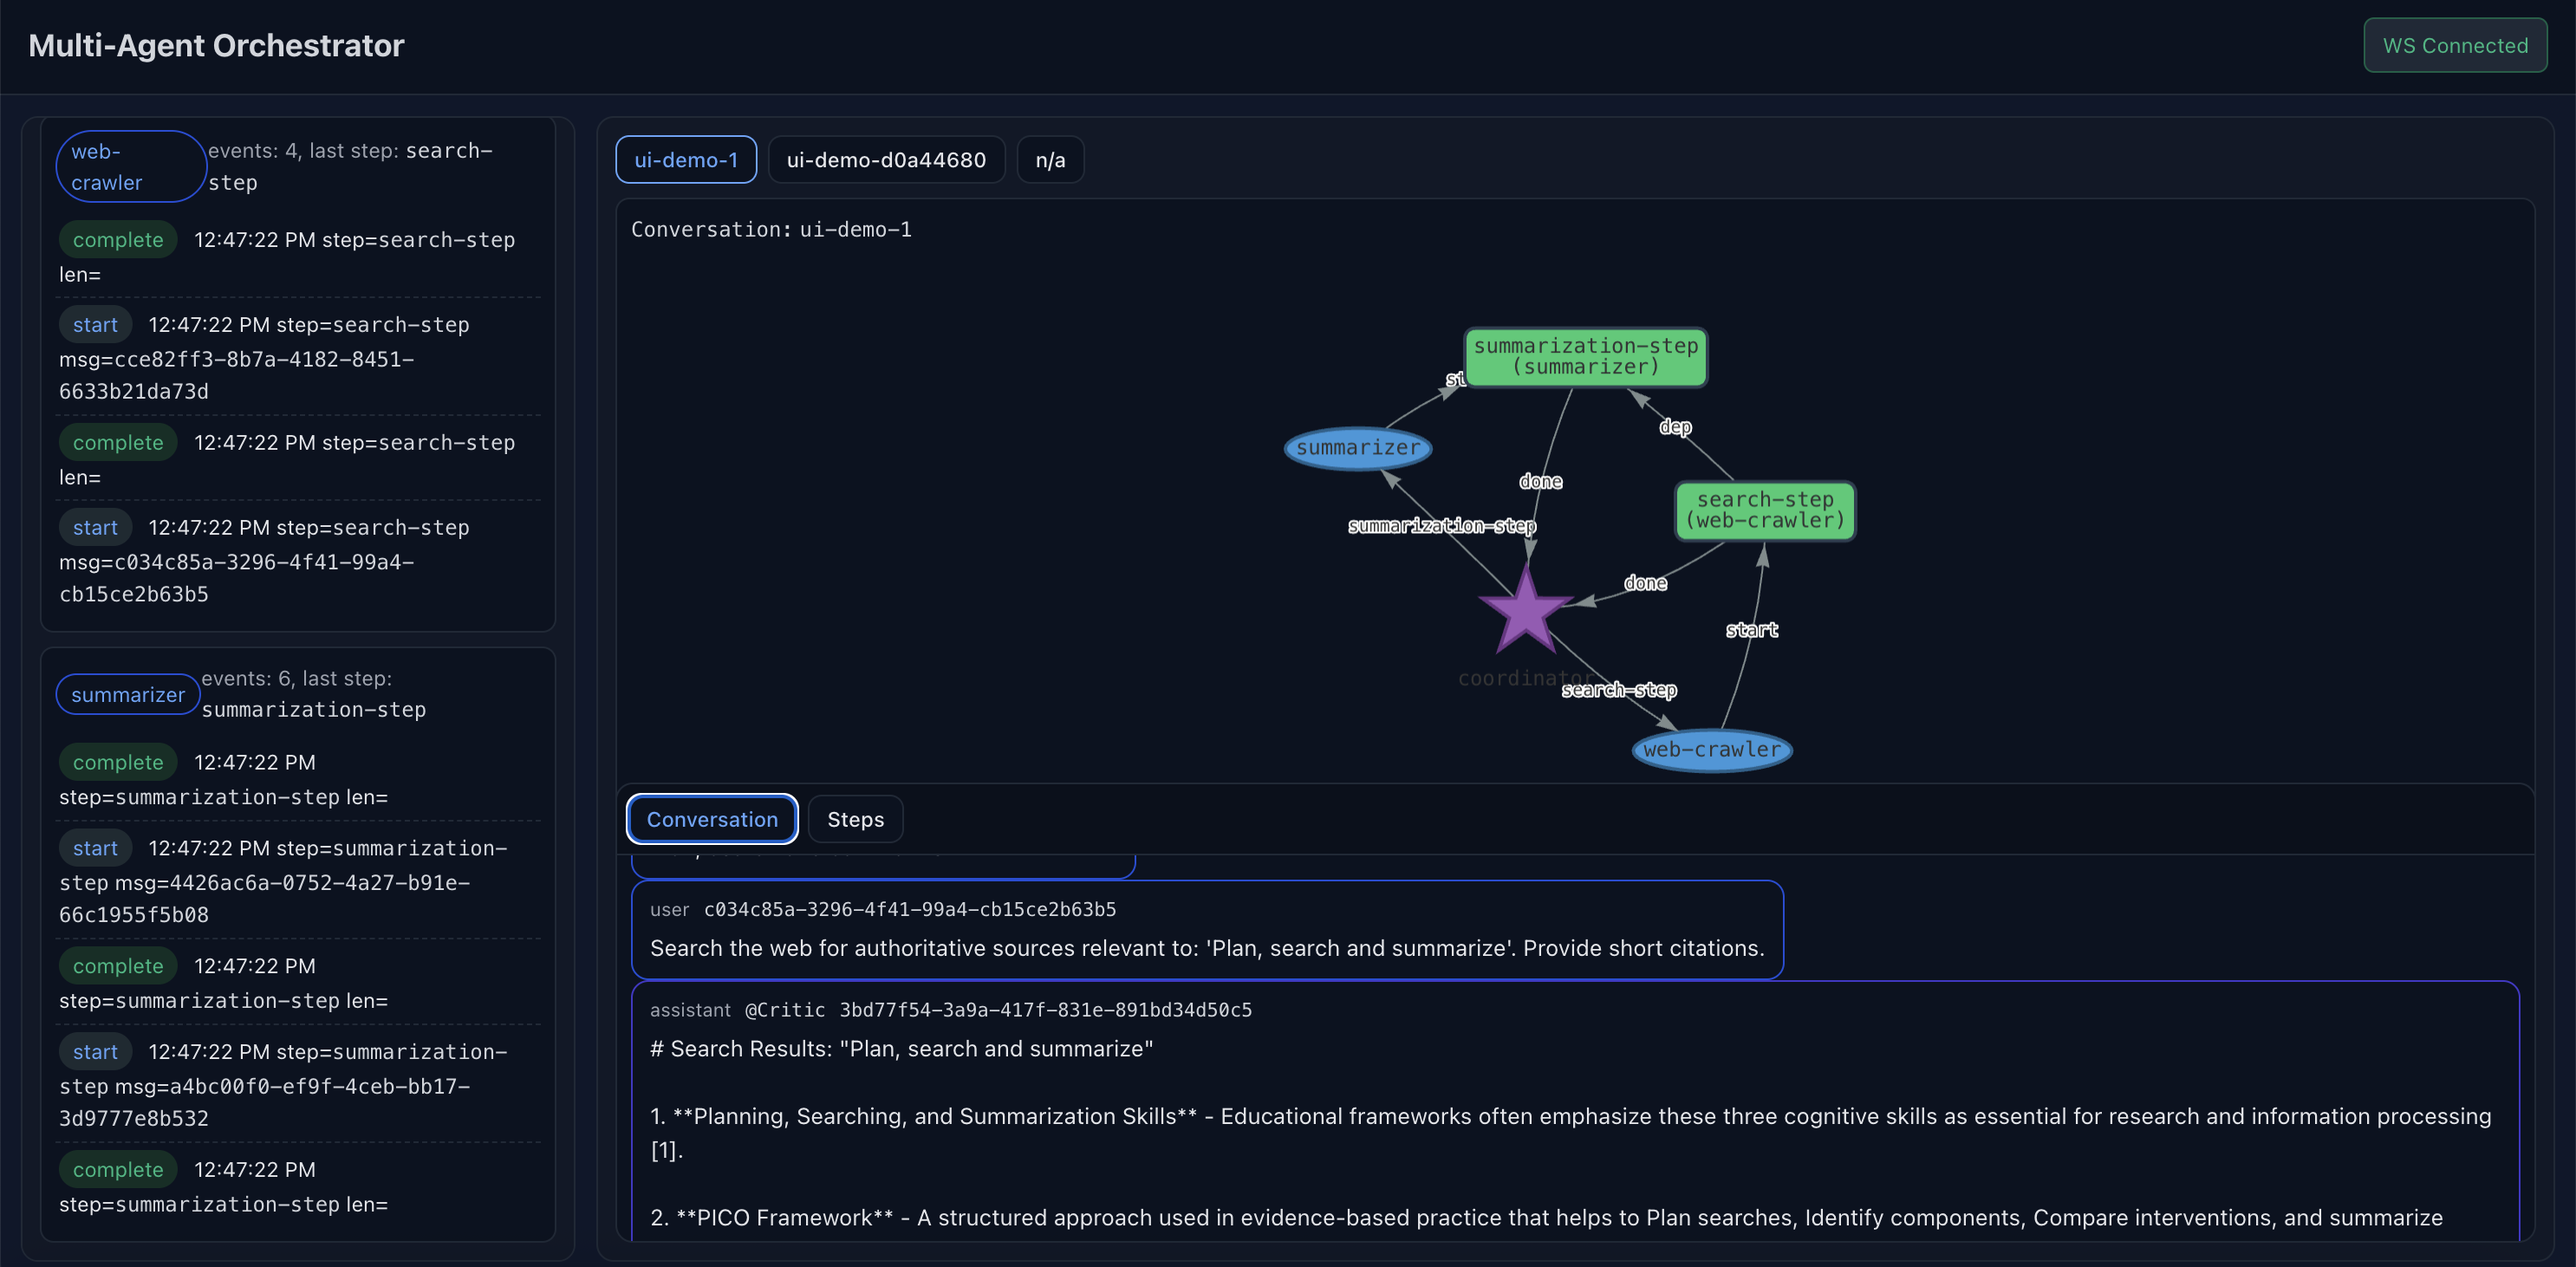 Multi-Agent Orchestrator
WS Connected
web-
crawler
events: 4, last step: search-
step
complete 12:47:22 PM step=search-step
len=
start 12:47:22 PM step=search-step
msg=cce82ff3-8b7a-4182-8451-
6633b21da73d
complete 12:47:22 PM step=search-step
len=
start 12:47:22 PM step=search-step
msg=c034c85a-3296-4f41-99a4-
cb15ce2b63b5
summarizer
events: 6, last step:
summarization-step
complete 12:47:22 PM
step=summarization-step len=
start 12:47:22 PM step=summarization-
step msg=4426ac6a-0752-4a27-b91e-
66c1955f5b08
complete 12:47:22 PM
step=summarization-step len=
start 12:47:22 PM step=summarization-
step msg=a4bc00f0-ef9f-4ceb-bb17-
3d9777e8b532
complete 12:47:22 PM
step=summarization-step len=
ui-demo-1 ui-demo-d0a44680 n/a
Conversation: ui-demo-1
summarization-step
(summarizer)
st
dep
summarizer
done
search-step
(web-crawler)
summarization-step
done
start
coordinator
search-step
web-crawler
Conversation Steps
user c034c85a-3296-4f41-99a4-cb15ce2b63b5
Search the web for authoritative sources relevant to: 'Plan, search and summarize'. Provide short citations.
assistant @Critic 3bd77f54-3a9a-417f-831e-891bd34d50c5
# Search Results: "Plan, search and summarize"
1. **Planning, Searching, and Summarization Skills** - Educational frameworks often emphasize these three cognitive skills as essential for research and information processing
[1].
2. **PICO Framework** - A structured approach used in evidence-based practice that helps to Plan searches, Identify components, Compare interventions, and summarize